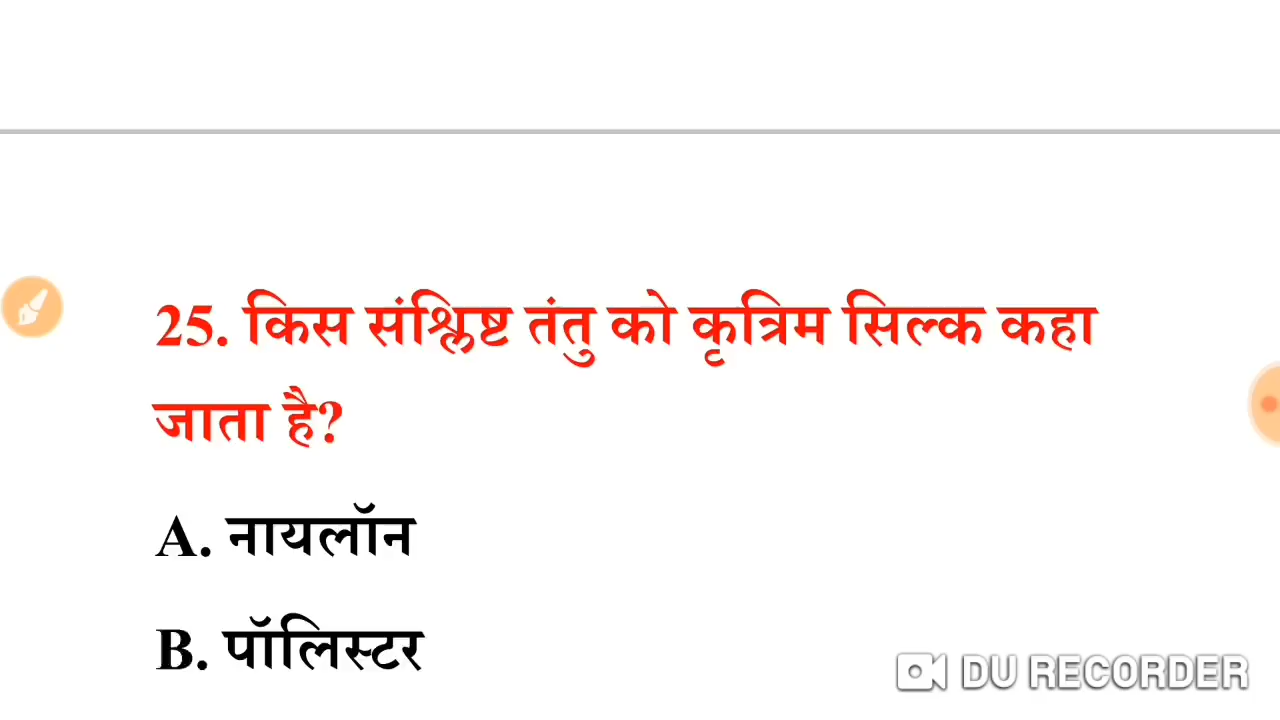 25. किस संश्लिष्ट तंतु को कृत्रिम सिल्क कहा
जाता है?
A. नायलॉन
B. पॉलिस्टर
DU RECORDER